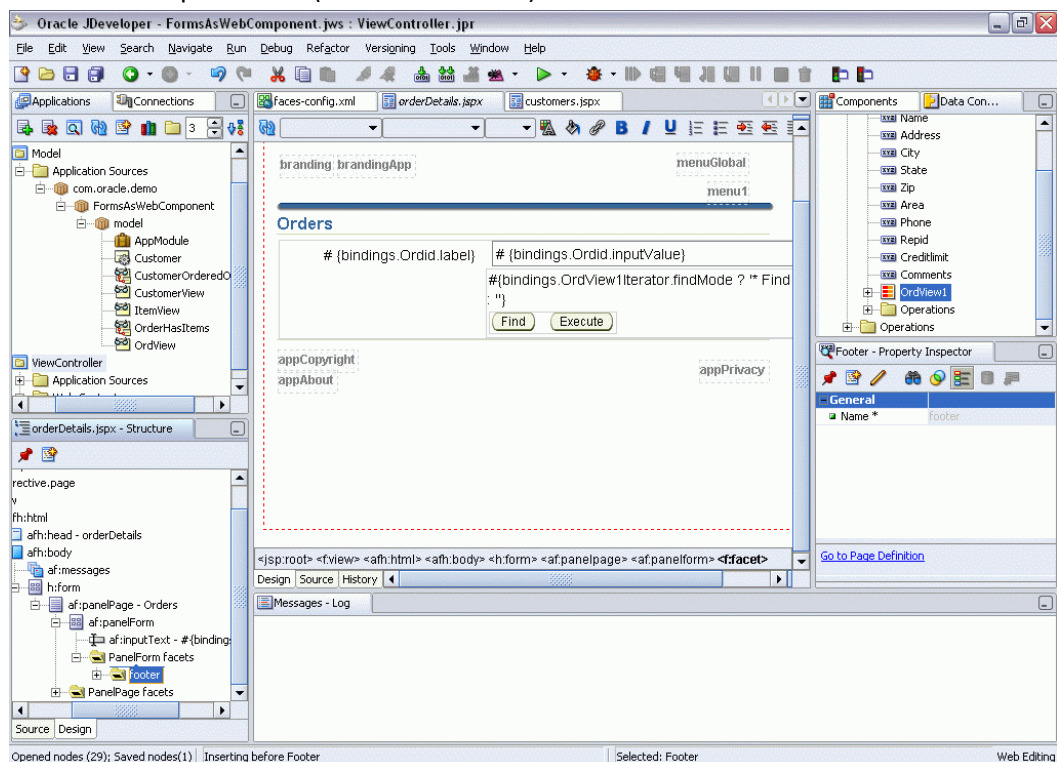 Oracle JDeveloper - FormsAsWebComponent.jws : ViewController.jpr
File Edit View Search Navigate Run Debug Refactor Versioning Tools Window Help
Applications
Connections
3
Model
Application Sources
com.oracle.demo
FormsAsWebComponent
model
AppModule
Customer
CustomerOrderedO
CustomerView
ItemView
OrderHasItems
OrdView
ViewController
Application Sources
orderDetails.jspx - Structure
rective.page
fh:html
afh:head - orderDetails
afh:body
af:messages
h:form
af:panelPage - Orders
af:panelForm
af:inputText - #{binding:
PanelForm facets
footer
PanelPage facets
Source Design
faces-config.xml
orderDetails.jspx
customers.jspx
B I U
branding brandingApp
menuGlobal
menu1
Orders
# {bindings.Ordid.label}
# {bindings.Ordid.inputValue}
#{bindings.OrdView1Iterator.findMode ? '* Find
: ''}
Find
Execute
appCopyright
appAbout
appPrivacy
<jsp:root> <f:view> <afh:html> <afh:body> <h:form> <af:panelpage> <af:panelform> <f:facet>
Design Source History
Messages - Log
Components
Data Con...
Name
Address
City
State
Zip
Area
Phone
Repid
Creditlimit
Comments
OrdView1
Operations
Operations
Footer - Property Inspector
General
Name *
footer
Go to Page Definition
Opened nodes (29); Saved nodes(1)
Inserting before Footer
Selected: Footer
Web Editing